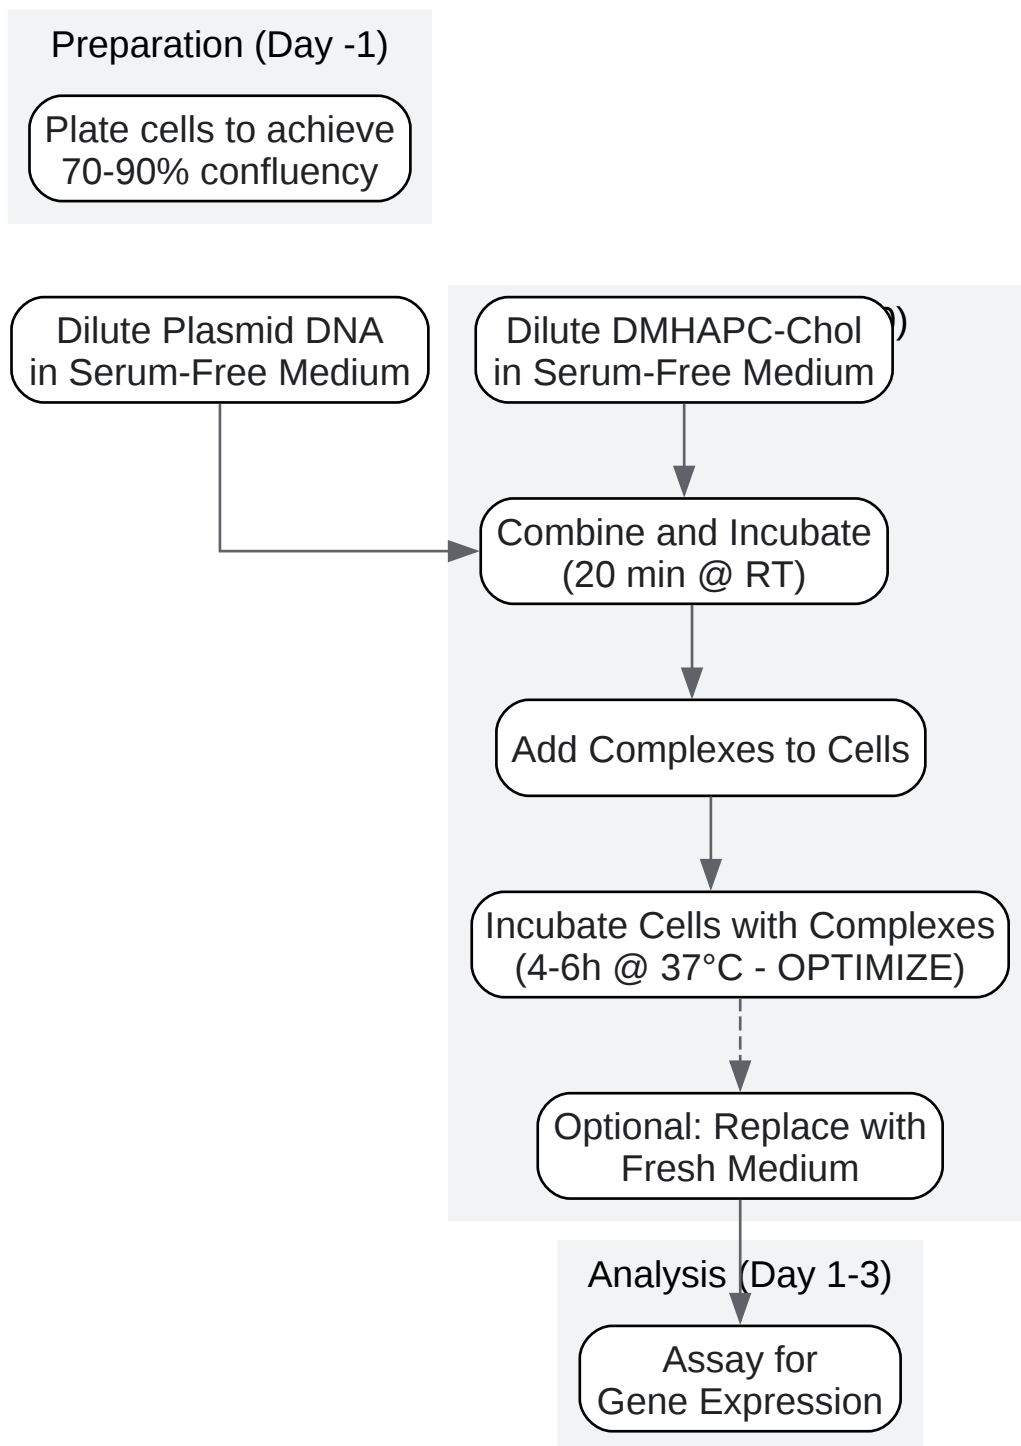 Preparation (Day -1)
Plate cells to achieve
70-90% confluency
Dilute Plasmid DNA
in Serum-Free Medium
Dilute DMHAPC-Chol
in Serum-Free Medium
Combine and Incubate
(20 min @ RT)
Add Complexes to Cells
Incubate Cells with Complexes
(4-6h @ 37°C - OPTIMIZE)
Optional: Replace with
Fresh Medium
Analysis (Day 1-3)
Assay for
Gene Expression